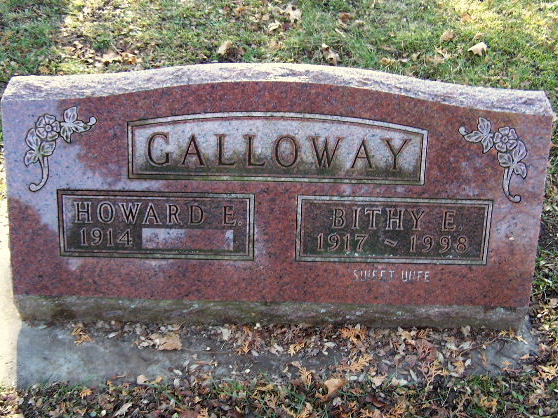 GALLOWAY
HOWARD E.
1914
BITHY E.
1917 ~ 1998
SWEET WIFE